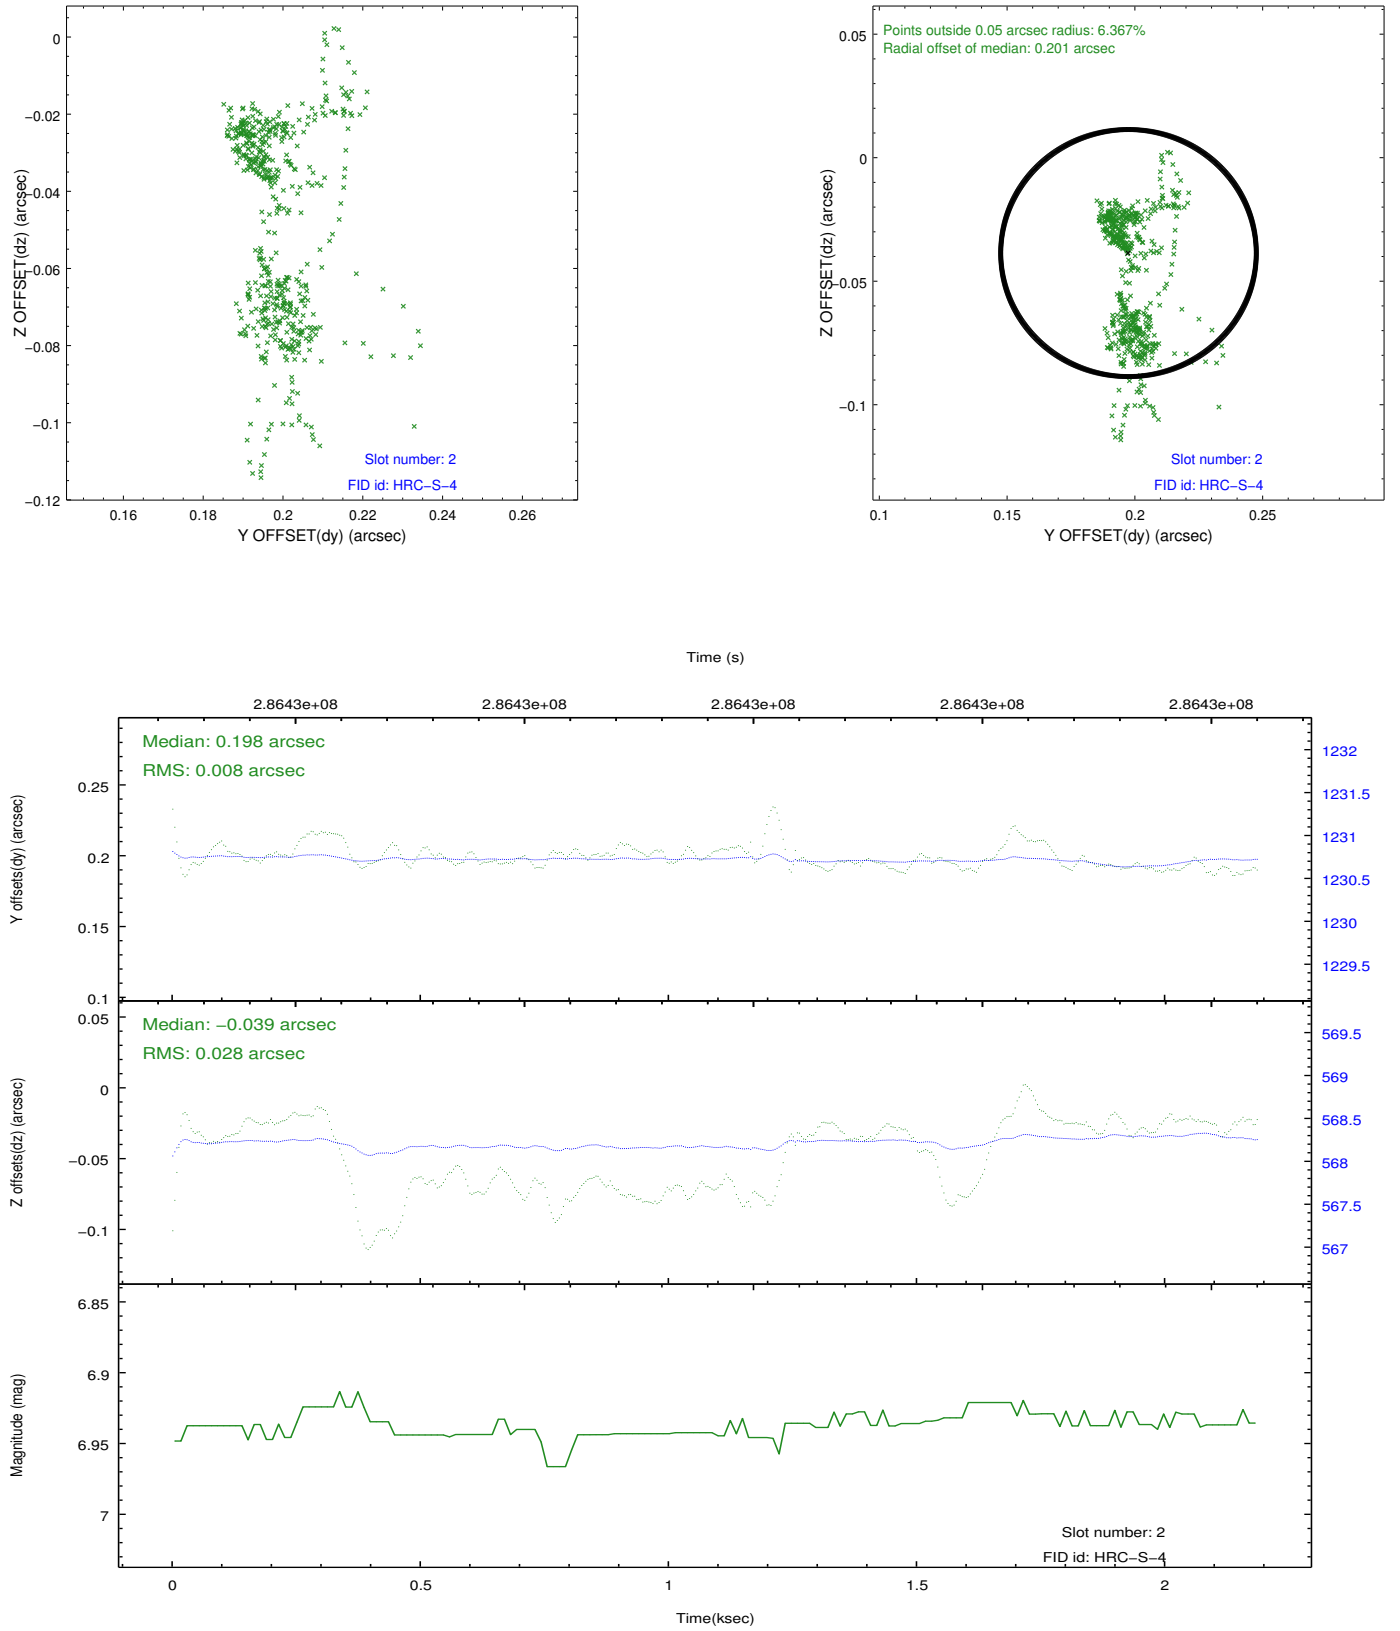 0
−0.02
−0.04
−0.06
−0.08
−0.1
−0.12
Z OFFSET(dz) (arcsec)
0.16
0.18
0.2
0.22
0.24
0.26
Y OFFSET(dy) (arcsec)
Slot number: 2
FID id: HRC−S−4
Points outside 0.05 arcsec radius: 6.367%
Radial offset of median: 0.201 arcsec
0.05
0
−0.05
−0.1
Z OFFSET(dz) (arcsec)
0.1
0.15
0.2
0.25
Y OFFSET(dy) (arcsec)
Slot number: 2
FID id: HRC−S−4
Time (s)
2.8643e+08
2.8643e+08
2.8643e+08
2.8643e+08
2.8643e+08
Median: 0.198 arcsec
RMS: 0.008 arcsec
0.25
0.2
0.15
0.1
Y offsets(dy) (arcsec)
1232
1231.5
1231
1230.5
1230
1229.5
Median: −0.039 arcsec
RMS: 0.028 arcsec
0.05
0
−0.05
−0.1
Z offsets(dz) (arcsec)
569.5
569
568.5
568
567.5
567
6.85
6.9
6.95
7
Magnitude (mag)
Slot number: 2
FID id: HRC−S−4
0
0.5
1
1.5
2
Time(ksec)